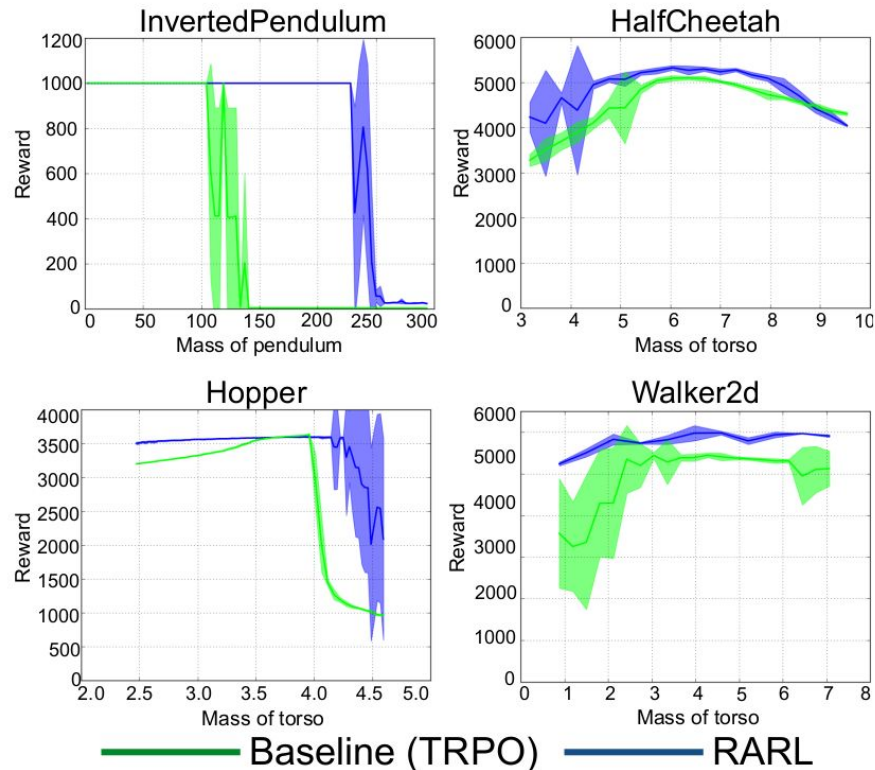 InvertedPendulum
1200
1000
800
600
400
200
0
Reward
0 50 100 150 200 250 300
Mass of pendulum
HalfCheetah
6000
5000
4000
3000
2000
1000
0
Reward
3 4 5 6 7 8 9 10
Mass of torso
Hopper
4000
3500
3000
2500
2000
1500
1000
500
0
Reward
2.0 2.5 3.0 3.5 4.0 4.5 5.0
Mass of torso
Walker2d
6000
5000
4000
3000
2000
1000
0
Reward
1 2 3 4 5 6 7 8
Mass of torso
Baseline (TRPO) RARL